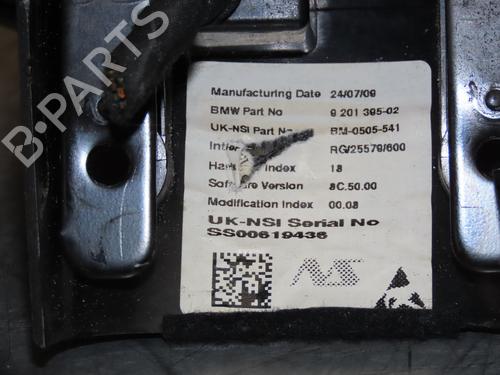 B-PARTS
Manufacturing Date 24/07/09
BMW Part No 9 201 395-02
UK-NSI Part No BM-0505-541
RG/25579/600
Index 18
Software Version 8C.50.00
Modification Index 00.08
UK-NSI Serial No
SS00619436
NS